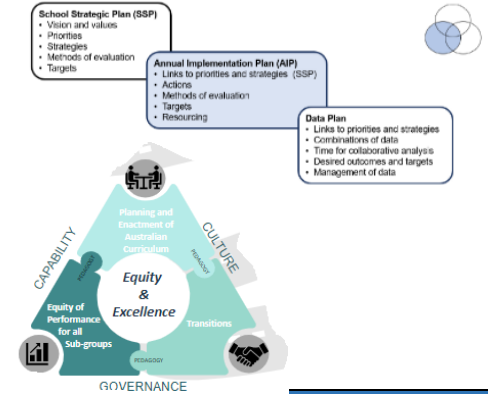 School Strategic Plan (SSP)
• Vision and values
• Priorities
• Strategies
• Methods of evaluation
• Targets
Annual Implementation Plan (AIP)
• Links to priorities and strategies (SSP)
• Actions
• Methods of evaluation
• Targets
• Resourcing
Data Plan
• Links to priorities and strategies
• Combinations of data
• Time for collaborative analysis
• Desired outcomes and targets
• Management of data
Planning and
Enactment of
Australian
Curriculum
CAPABILITY
CULTURE
PEDAGOGY
PEDAGOGY
Equity
&
Excellence
Equity of
Performance
for all
Sub-groups
Transitions
PEDAGOGY
GOVERNANCE